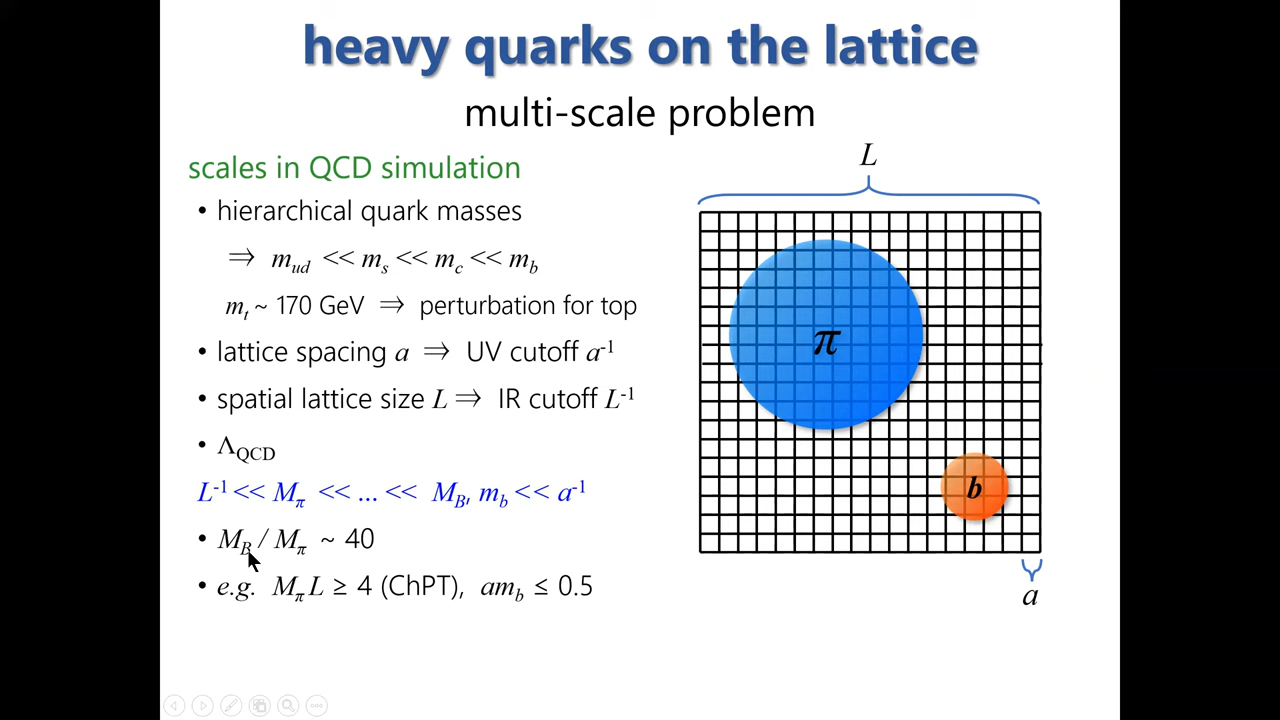 heavy quarks on the lattice
multi-scale problem
scales in QCD simulation
• hierarchical quark masses
⇒ m_ud << m_s << m_c << m_b
m_t ~ 170 GeV ⇒ perturbation for top
• lattice spacing a ⇒ UV cutoff a⁻¹
• spatial lattice size L ⇒ IR cutoff L⁻¹
• Λ_QCD
L⁻¹ << M_π << ... << M_B, m_b << a⁻¹
• M_B / M_π ~ 40
• e.g. M_π L ≥ 4 (ChPT), am_b ≤ 0.5
L
π
b
a